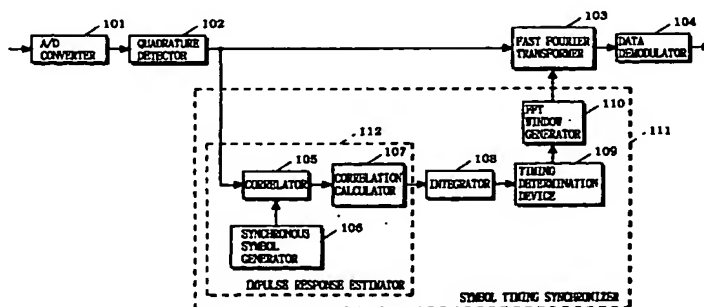 101
A/D
CONVERTER
102
QUADRATURE
DETECTOR
103
FAST FOURIER
TRANSFORMER
104
DATA
DEMODULATOR
110
FFT
WINDOW
GENERATOR
111
112
105
CORRELATOR
107
CORRELATION
CALCULATOR
108
INTEGRATOR
109
TIMING
DETERMINATION
DEVICE
106
SYNCHRONOUS
SYMBOL
GENERATOR
IMPULSE RESPONSE ESTIMATOR
SYMBOL TIMING SYNCHRONIZER